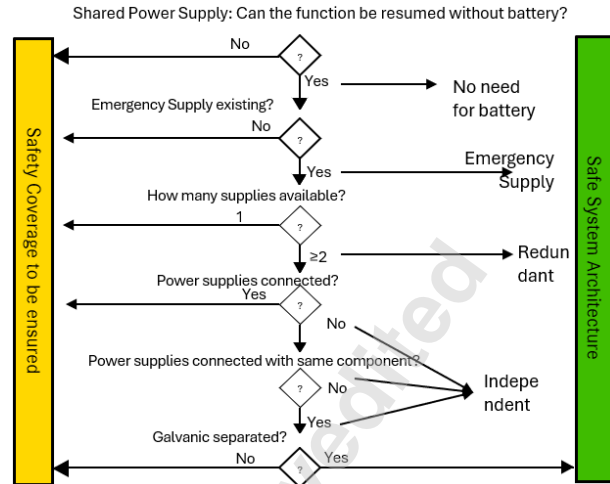 Shared Power Supply: Can the function be resumed without battery?
No
?
Yes
No need
for battery
Emergency Supply existing?
No
?
Yes
Emergency
Supply
How many supplies available?
1
?
≥2
Redun
dant
Power supplies connected?
Yes
?
No
Power supplies connected with same component?
?
No
Yes
Indepe
ndent
Galvanic separated?
No
?
Yes
Safety Coverage to be ensured
Safe System Architecture